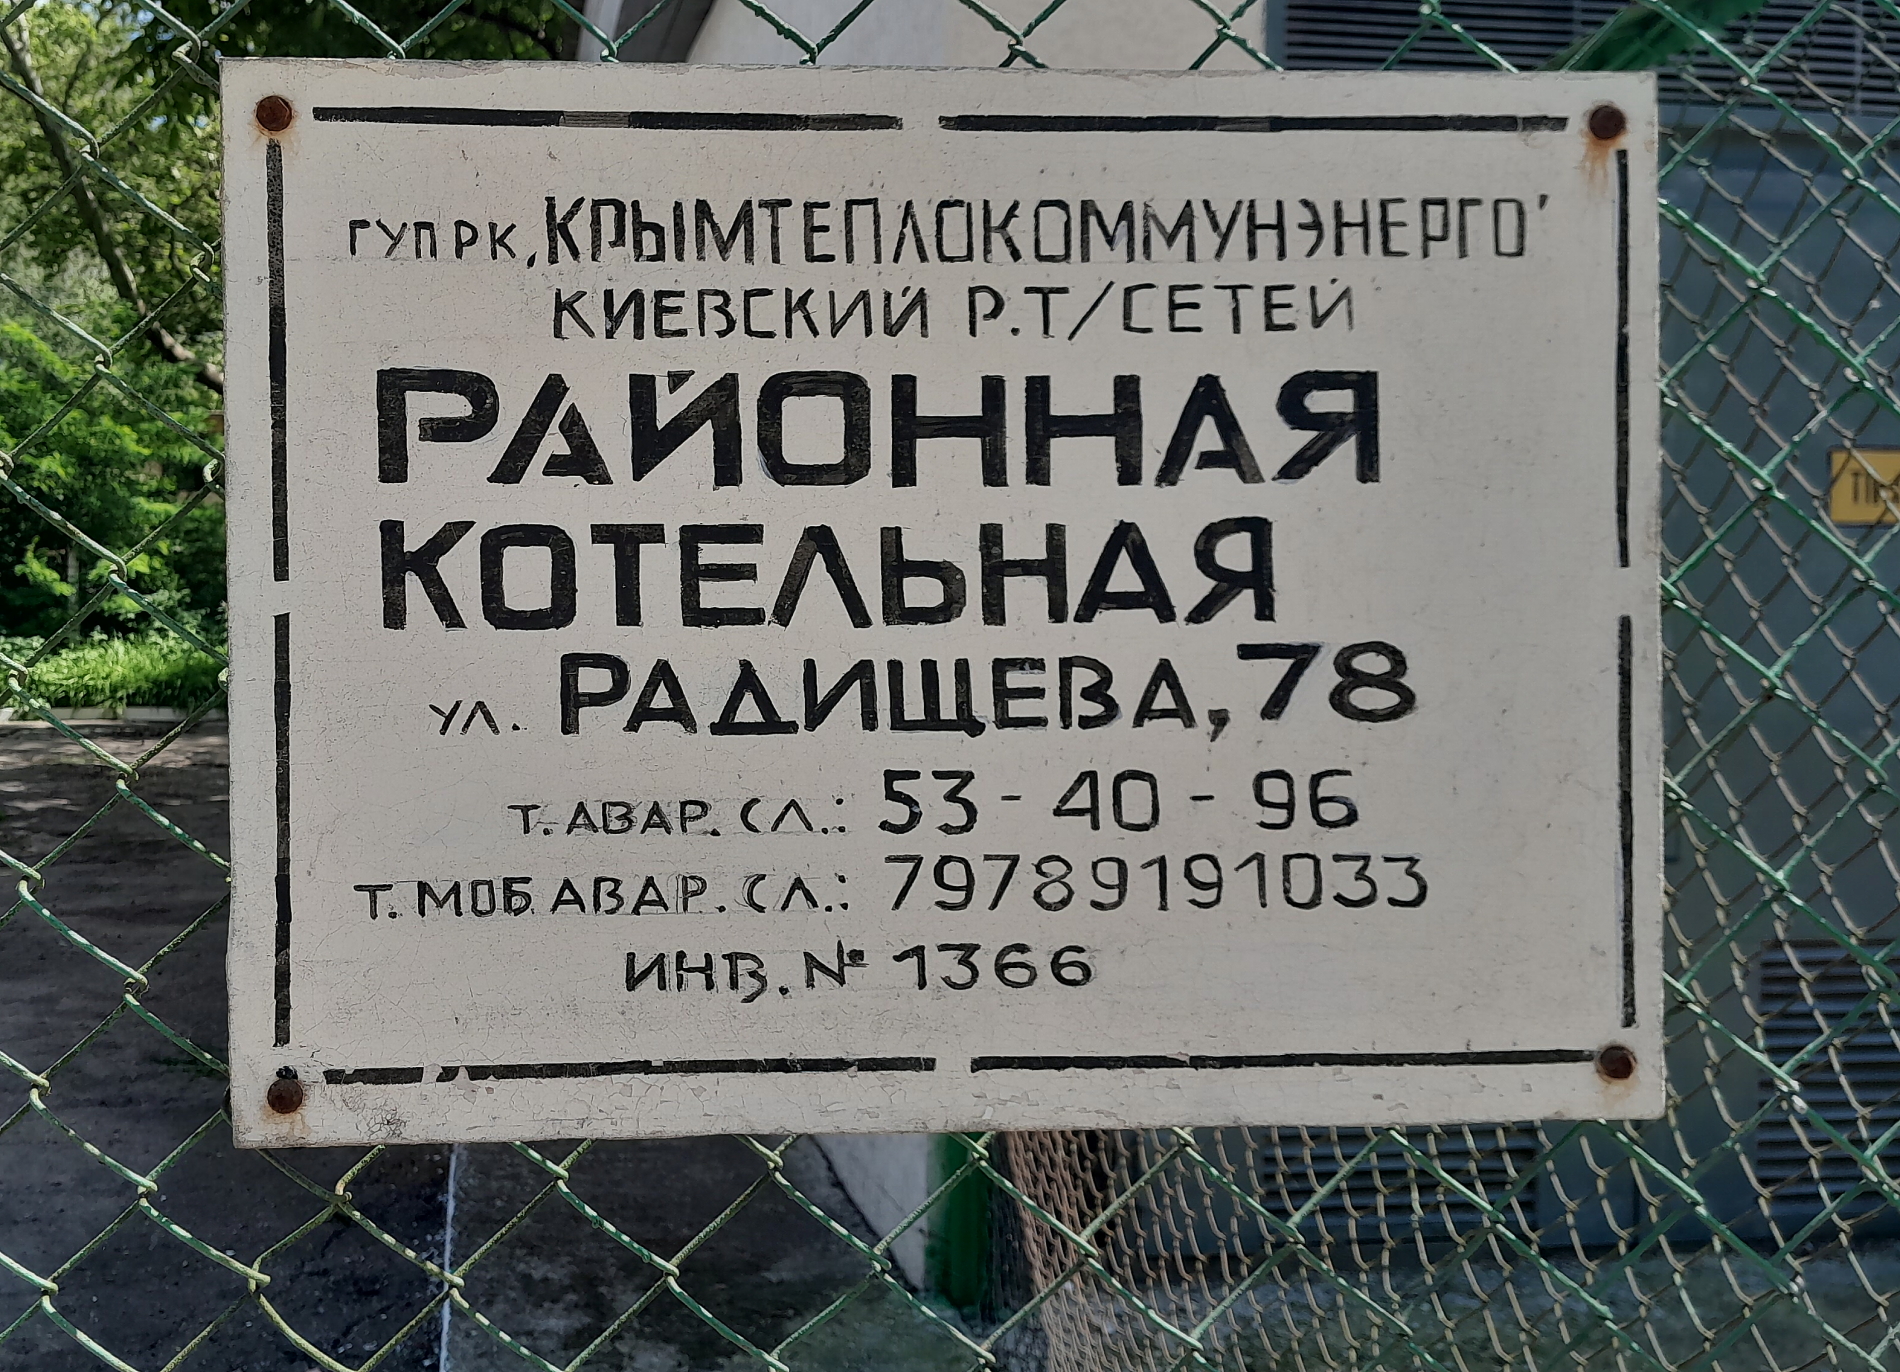 ГУП РК,КРЫМТЕПЛОКОММУНЭНЕРГО'
КИЕВСКИЙ Р.Т/СЕТЕЙ
РАЙОННАЯ
КОТЕЛЬНАЯ
УЛ. РАДИЩЕВА,78
Т.АВАР.СЛ.: 53-40-96
Т.МОБ АВАР.СЛ.: 79789191033
ИНВ.№ 1366